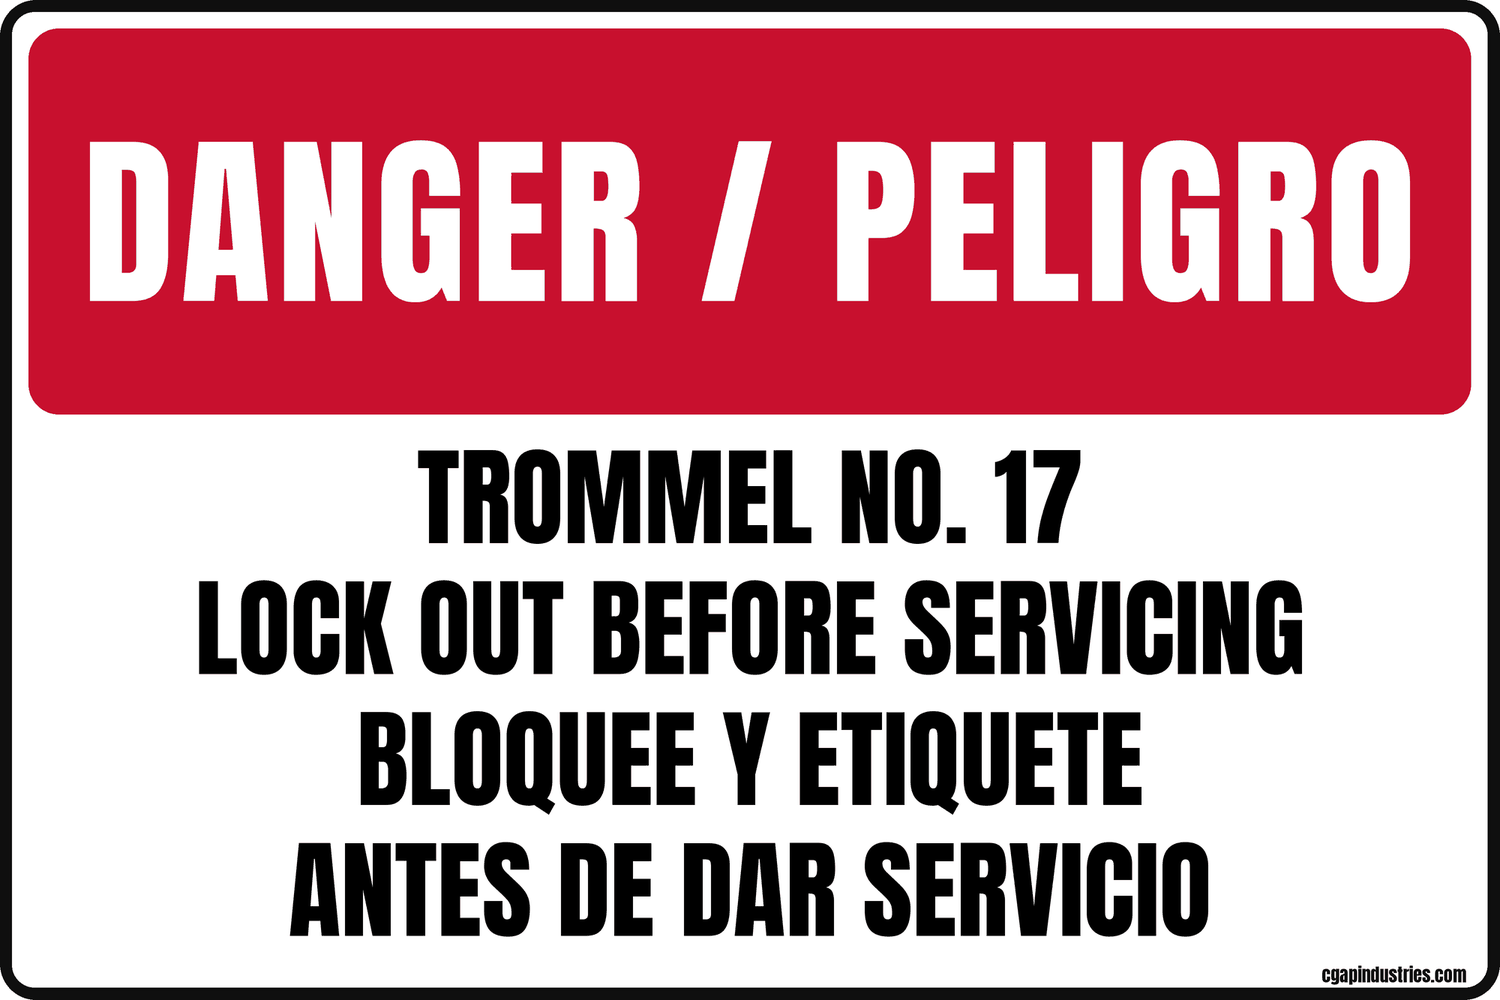 DANGER / PELIGRO
TROMMEL NO. 17
LOCK OUT BEFORE SERVICING
BLOQUEE Y ETIQUETE
ANTES DE DAR SERVICIO
cgapindustries.com